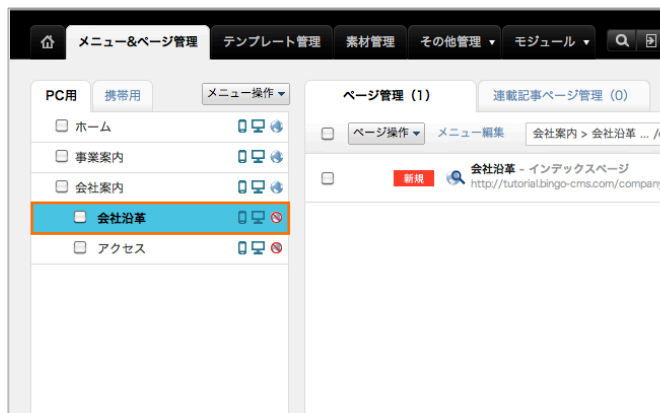 メニュー&ページ管理 テンプレート管理 素材管理 その他管理 ▼ モジュール ▼
PC用 携帯用 メニュー操作 ▼
ページ管理 (1) 連載記事ページ管理 (0)
ホーム
事業案内
会社案内
会社沿革
アクセス
ページ操作 ▼ メニュー編集 会社案内 > 会社沿革 ... /
新規 会社沿革 - インデックスページ
http://tutorial.bingo-cms.com/company